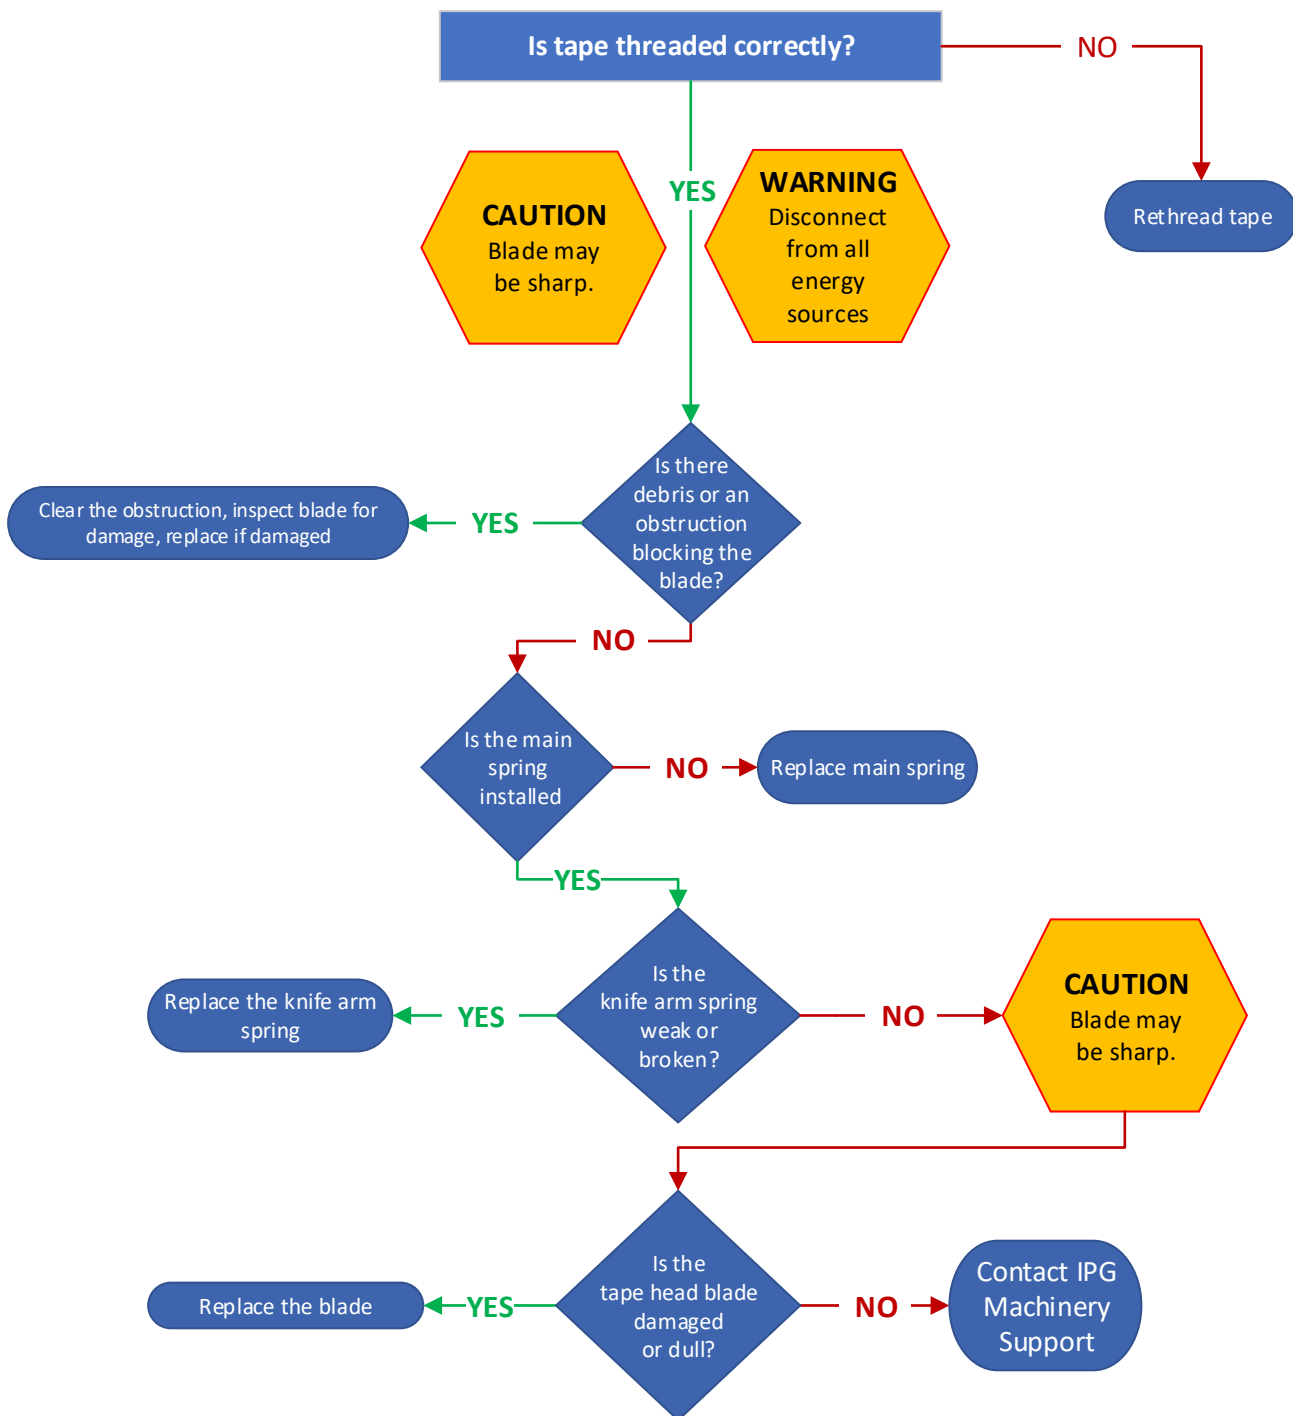 Is tape threaded correctly?
NO
Rethread tape
YES
CAUTION
Blade may
be sharp.
WARNING
Disconnect
from all
energy
sources
Is there
debris or an
obstruction
blocking the
blade?
YES
Clear the obstruction, inspect blade for
damage, replace if damaged
NO
Is the main
spring
installed
NO
Replace main spring
YES
Is the
knife arm spring
weak or
broken?
YES
Replace the knife arm
spring
NO
CAUTION
Blade may
be sharp.
Is the
tape head blade
damaged
or dull?
YES
Replace the blade
NO
Contact IPG
Machinery
Support